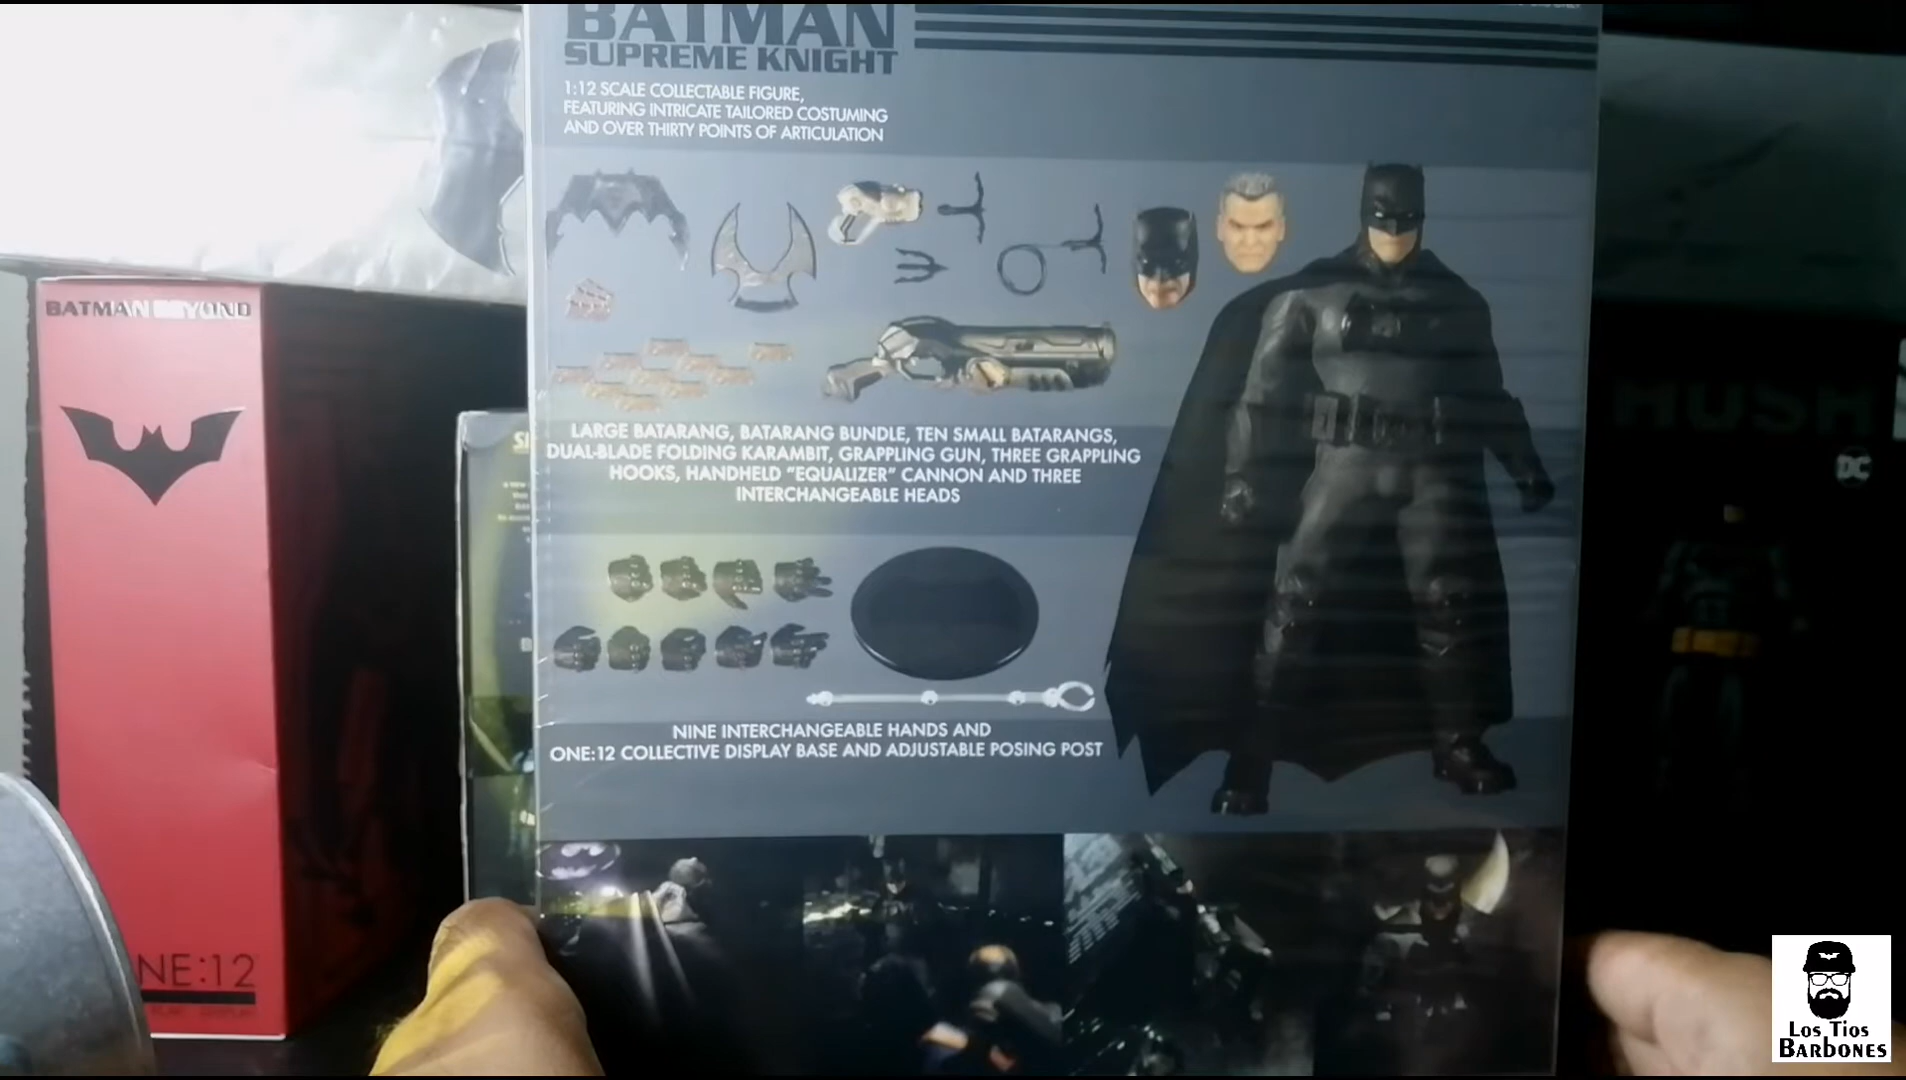 BATMAN
SUPREME KNIGHT
1:12 SCALE COLLECTABLE FIGURE,
FEATURING INTRICATE TAILORED COSTUMING
AND OVER THIRTY POINTS OF ARTICULATION
LARGE BATARANG, BATARANG BUNDLE, TEN SMALL BATARANGS,
DUAL-BLADE FOLDING KARAMBIT, GRAPPLING GUN, THREE GRAPPLING
HOOKS, HANDHELD "EQUALIZER" CANNON AND THREE
INTERCHANGEABLE HEADS
NINE INTERCHANGEABLE HANDS AND
ONE:12 COLLECTIVE DISPLAY BASE AND ADJUSTABLE POSING POST
BATMAN BEYOND
NE:12
HUSH
DC
Los Tios
BARBONES